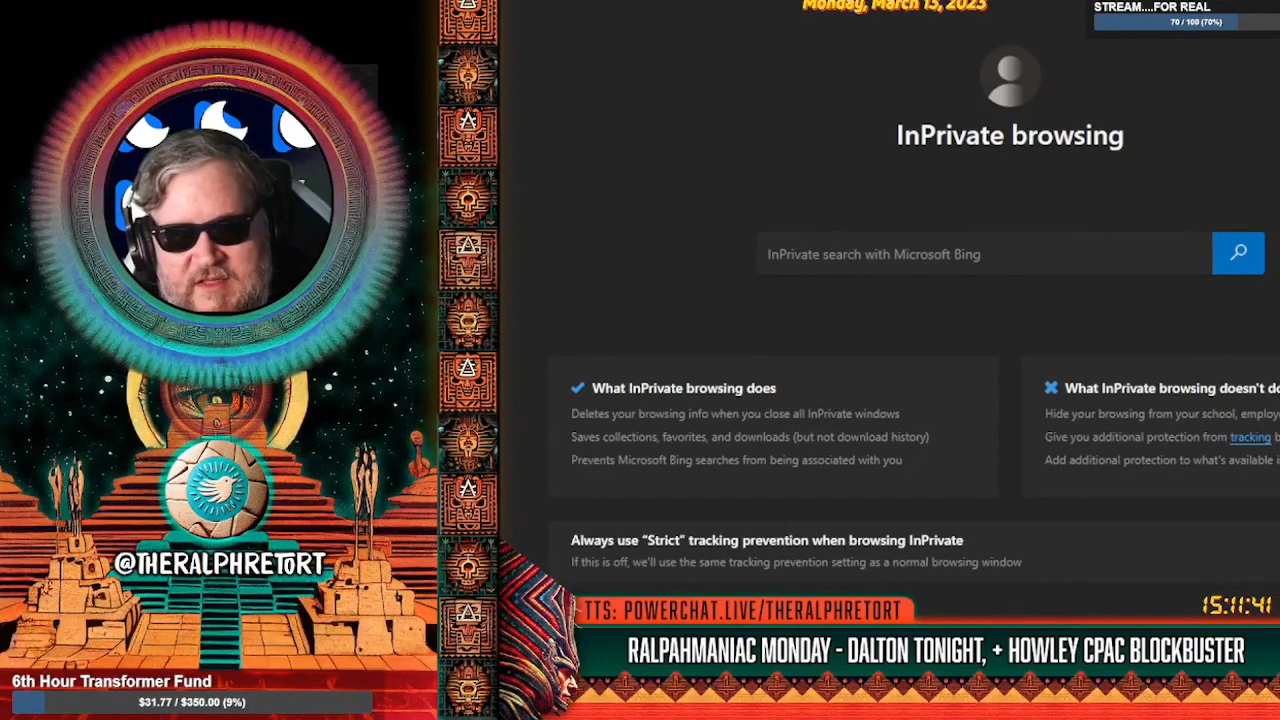 Monday, March 13, 2023
STREAM....FOR REAL
70 / 100 (70%)
InPrivate browsing
InPrivate search with Microsoft Bing
What InPrivate browsing does
Deletes your browsing info when you close all InPrivate windows
Saves collections, favorites, and downloads (but not download history)
Prevents Microsoft Bing searches from being associated with you
What InPrivate browsing doesn't do
Hide your browsing from your school, employ
Give you additional protection from tracking b
Add additional protection to what's available i
Always use “Strict” tracking prevention when browsing InPrivate
If this is off, we'll use the same tracking prevention setting as a normal browsing window
@THERALPHRETORT
TTS: POWERCHAT.LIVE/THERALPHRETORT
15:11:41
RALPAHMANIAC MONDAY - DALTON TONIGHT, + HOWLEY CPAC BLOCKBUSTER
6th Hour Transformer Fund
$31.77 / $350.00 (9%)